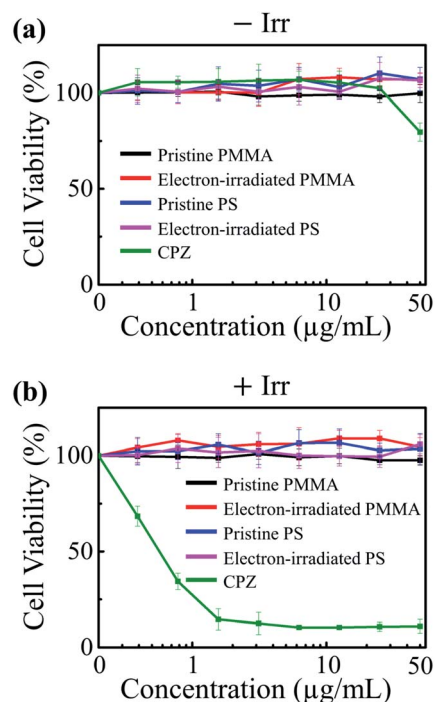 (a)
− Irr
Cell Viability (%)
100
50
0
Pristine PMMA
Electron-irradiated PMMA
Pristine PS
Electron-irradiated PS
CPZ
0 1 10 50
Concentration (µg/mL)
(b)
+ Irr
Cell Viability (%)
100
50
0
Pristine PMMA
Electron-irradiated PMMA
Pristine PS
Electron-irradiated PS
CPZ
0 1 10 50
Concentration (µg/mL)